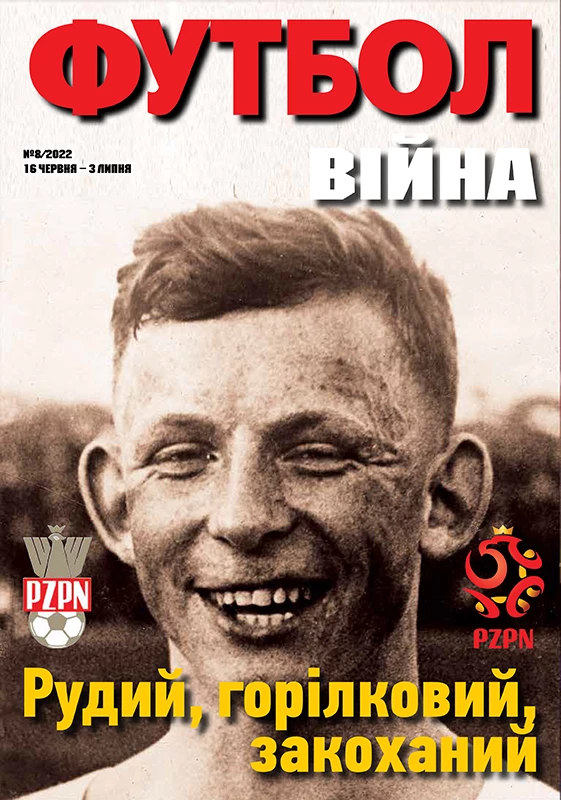 ФУТБОЛ
№8/2022
16 ЧЕРВНЯ – 3 ЛИПНЯ
ВІЙНА
PZPN
PZPN
Рудий, горілковий,
закоханий